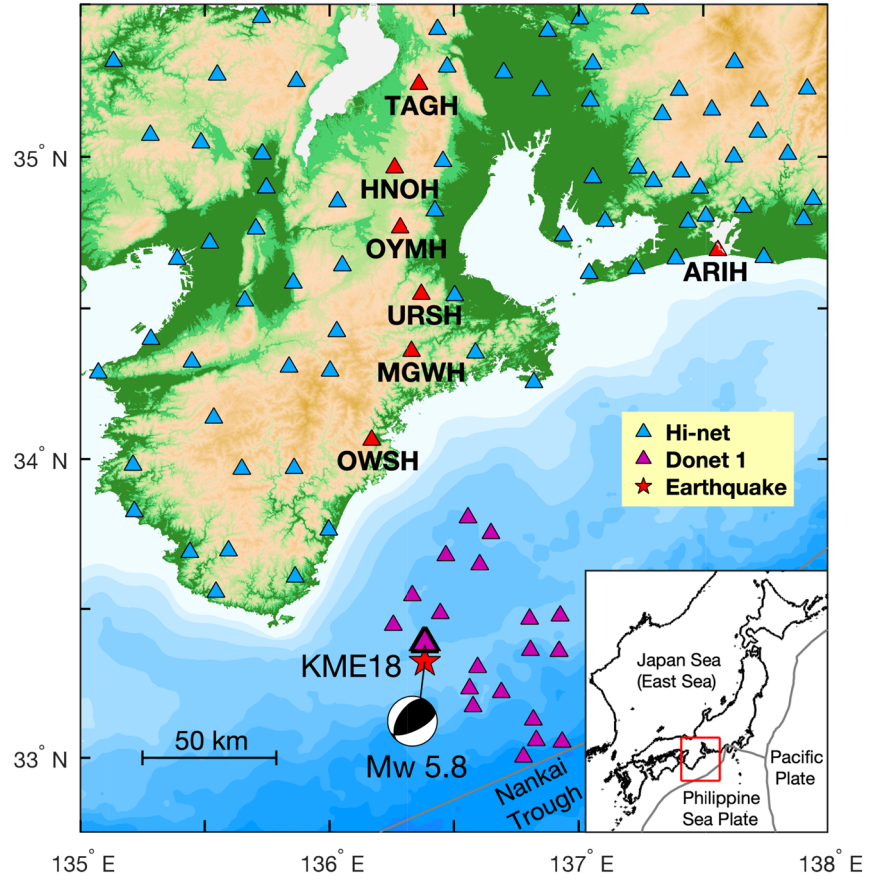 TAGH
35° N
HNOH
OYMH
ARIH
URSH
MGWH
Hi-net
Donet 1
Earthquake
34° N
OWSH
KME18
Japan Sea
(East Sea)
50 km
33° N
Mw 5.8
Nankai
Trough
Pacific
Plate
Philippine
Sea Plate
135° E
136° E
137° E
138° E